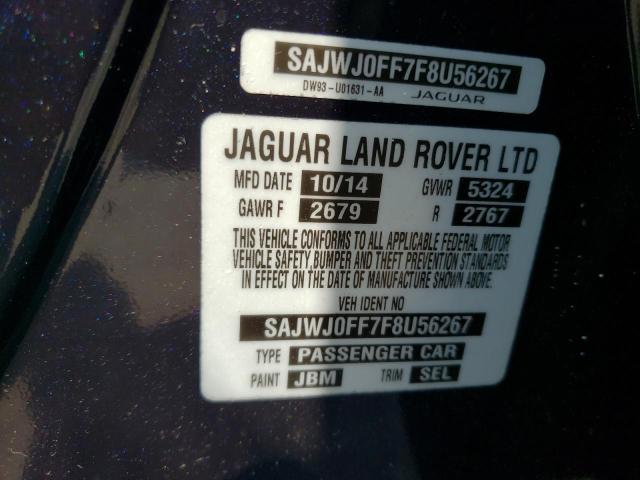 SAJWJ0FF7F8U56267
DW93-U01631-AA JAGUAR
JAGUAR LAND ROVER LTD
MFD DATE 10/14 GVWR 5324
GAWR F 2679 R 2767
THIS VEHICLE CONFORMS TO ALL APPLICABLE FEDERAL MOTOR
VEHICLE SAFETY,BUMPER AND THEFT PREVENTION STANDARDS
IN EFFECT ON THE DATE OF MANUFACTURE SHOWN ABOVE.
VEH IDENT NO
SAJWJ0FF7F8U56267
TYPE PASSENGER CAR
PAINT JBM TRIM SEL